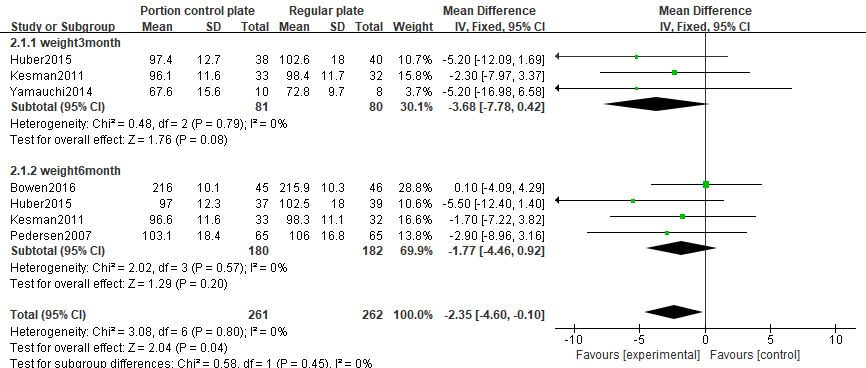 Portion control plate Regular plate Mean Difference Mean Difference
Study or Subgroup Mean SD Total Mean SD Total Weight IV, Fixed, 95% CI IV, Fixed, 95% CI
2.1.1 weight3month
Huber2015 97.4 12.7 38 102.6 18 40 10.7% -5.20 [-12.09, 1.69]
Kesman2011 96.1 11.6 33 98.4 11.7 32 15.8% -2.30 [-7.97, 3.37]
Yamauchi2014 67.6 15.6 10 72.8 9.7 8 3.7% -5.20 [-16.98, 6.58]
Subtotal (95% CI) 81 80 30.1% -3.68 [-7.78, 0.42]
Heterogeneity: Chi² = 0.48, df = 2 (P = 0.79); I² = 0%
Test for overall effect: Z = 1.76 (P = 0.08)
2.1.2 weight6month
Bowen2016 216 10.1 45 215.9 10.3 46 28.8% 0.10 [-4.09, 4.29]
Huber2015 97 12.3 37 102.5 18 39 10.6% -5.50 [-12.40, 1.40]
Kesman2011 96.6 11.6 33 98.3 11.1 32 16.6% -1.70 [-7.22, 3.82]
Pedersen2007 103.1 18.4 65 106 16.8 65 13.8% -2.90 [-8.96, 3.16]
Subtotal (95% CI) 180 182 69.9% -1.77 [-4.46, 0.92]
Heterogeneity: Chi² = 2.02, df = 3 (P = 0.57); I² = 0%
Test for overall effect: Z = 1.29 (P = 0.20)
Total (95% CI) 261 262 100.0% -2.35 [-4.60, -0.10]
Heterogeneity: Chi² = 3.08, df = 6 (P = 0.80); I² = 0%
Test for overall effect: Z = 2.04 (P = 0.04)
Test for subgroup differences: Chi² = 0.58, df = 1 (P = 0.45), I² = 0%
-10 -5 0 5 10
Favours [experimental] Favours [control]